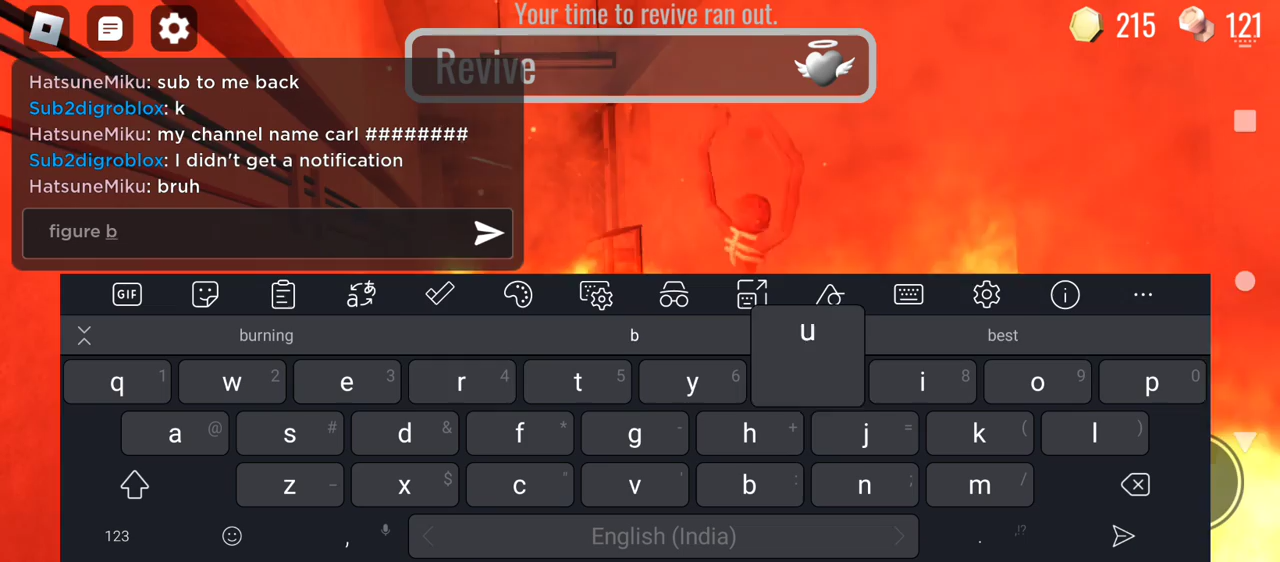 Your time to revive ran out.
215
121
Revive
HatsuneMiku: sub to me back
Sub2digroblox: k
HatsuneMiku: my channel name carl ########
Sub2digroblox: I didn't get a notification
HatsuneMiku: bruh
figure b
GIF
burning b best
u
q 1 w 2 e 3 r 4 t 5 y 6 i 8 o 9 p 0
a @ s # d & f * g - h + j = k ( l )
z _ x $ c " v ' b : n ; m /
123 , English (India) . ,!?